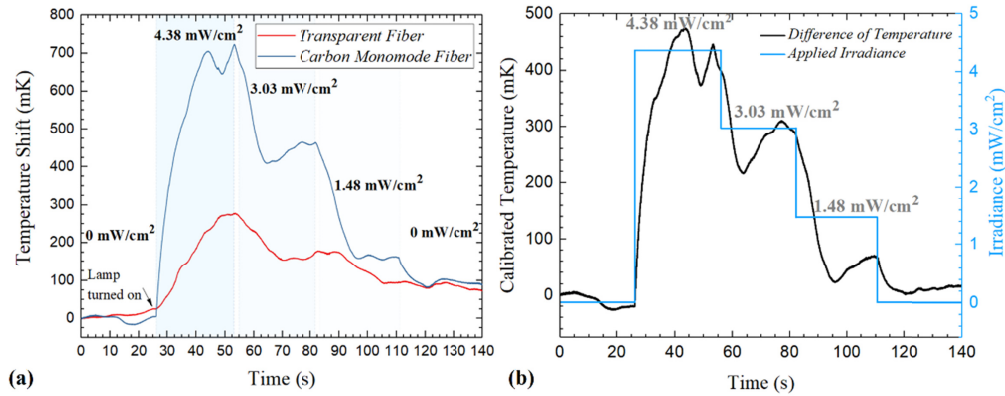 800
700
600
500
400
300
200
100
0
Temperature Shift (mK)
4.38 mW/cm²
Transparent Fiber
Carbon Monomode Fiber
3.03 mW/cm²
1.48 mW/cm²
0 mW/cm²
0 mW/cm²
Lamp
turned on
0 10 20 30 40 50 60 70 80 90 100 110 120 130 140
Time (s)
(a)
500
400
300
200
100
0
Calibrated Temperature (mK)
4.38 mW/cm²
Difference of Temperature
Applied Irradiance
3.03 mW/cm²
1.48 mW/cm²
5
4
3
2
1
0
Irradiance (mW/cm²)
0 20 40 60 80 100 120 140
Time (s)
(b)